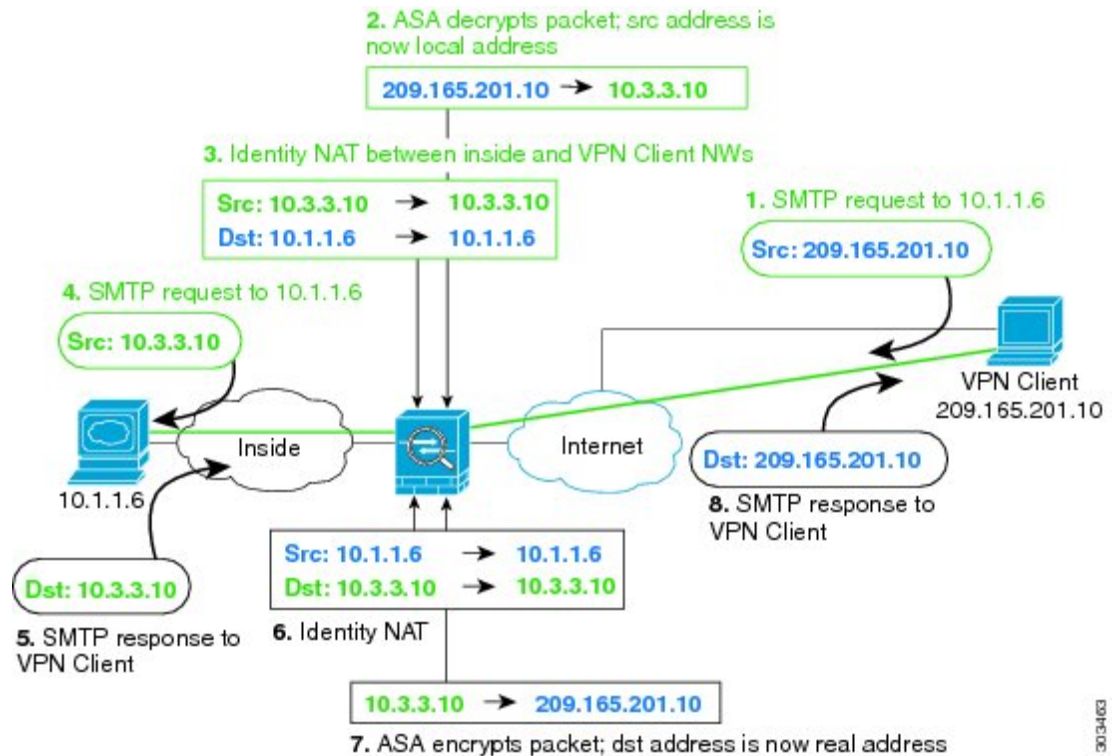 2. ASA decrypts packet; src address is
now local address
209.165.201.10 → 10.3.3.10
3. Identity NAT between inside and VPN Client NWs
Src: 10.3.3.10 → 10.3.3.10
Dst: 10.1.1.6 → 10.1.1.6
1. SMTP request to 10.1.1.6
Src: 209.165.201.10
4. SMTP request to 10.1.1.6
Src: 10.3.3.10
VPN Client
209.165.201.10
Inside
Internet
10.1.1.6
Dst: 209.165.201.10
8. SMTP response to
VPN Client
Src: 10.1.1.6 → 10.1.1.6
Dst: 10.3.3.10 → 10.3.3.10
6. Identity NAT
Dst: 10.3.3.10
5. SMTP response to
VPN Client
10.3.3.10 → 209.165.201.10
7. ASA encrypts packet; dst address is now real address
303463